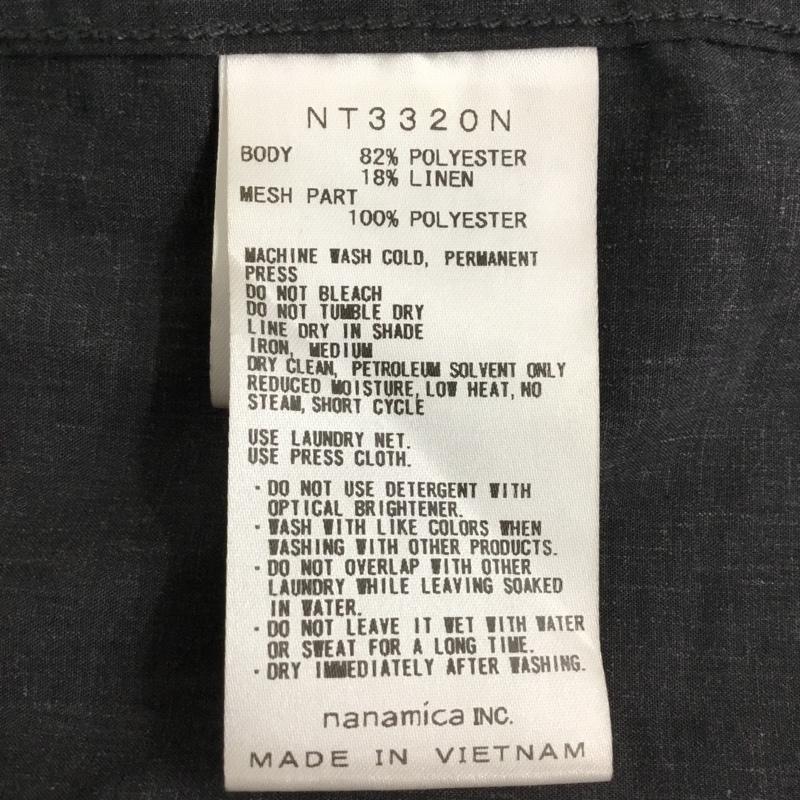 NT3320N
BODY 82% POLYESTER
18% LINEN
MESH PART
100% POLYESTER
MACHINE WASH COLD, PERMANENT
PRESS
DO NOT BLEACH
DO NOT TUMBLE DRY
LINE DRY IN SHADE
IRON, MEDIUM
DRY CLEAN, PETROLEUM SOLVENT ONLY
REDUCED MOISTURE, LOW HEAT, NO
STEAM, SHORT CYCLE
USE LAUNDRY NET.
USE PRESS CLOTH.
・DO NOT USE DETERGENT WITH
OPTICAL BRIGHTENER.
・WASH WITH LIKE COLORS WHEN
WASHING WITH OTHER PRODUCTS.
・DO NOT OVERLAP WITH OTHER
LAUNDRY WHILE LEAVING SOAKED
IN WATER.
・DO NOT LEAVE IT WET WITH WATER
OR SWEAT FOR A LONG TIME.
・DRY IMMEDIATELY AFTER WASHING.
nanamica INC.
MADE IN VIETNAM